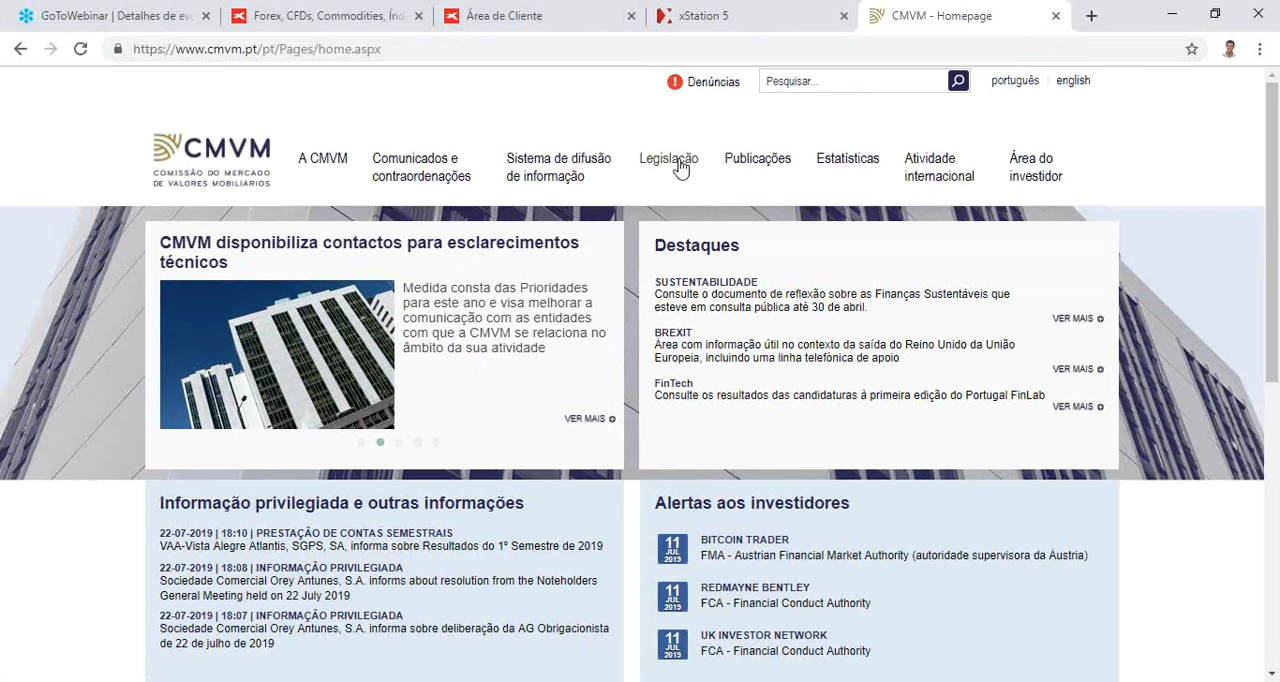 GoToWebinar | Detalhes de eve
Forex, CFDs, Commodities, Índ
Área de Cliente
xStation 5
CMVM - Homepage
https://www.cmvm.pt/pt/Pages/home.aspx
Denúncias
Pesquisar...
português
english
CMVM
COMISSÃO DO MERCADO
DE VALORES MOBILIÁRIOS
A CMVM
Comunicados e
contraordenações
Sistema de difusão
de informação
Legislação
Publicações
Estatísticas
Atividade
internacional
Área do
investidor
CMVM disponibiliza contactos para esclarecimentos
técnicos
Medida consta das Prioridades
para este ano e visa melhorar a
comunicação com as entidades
com que a CMVM se relaciona no
âmbito da sua atividade
VER MAIS
Destaques
SUSTENTABILIDADE
Consulte o documento de reflexão sobre as Finanças Sustentáveis que
esteve em consulta pública até 30 de abril.
VER MAIS
BREXIT
Área com informação útil no contexto da saída do Reino Unido da União
Europeia, incluindo uma linha telefónica de apoio
VER MAIS
FinTech
Consulte os resultados das candidaturas à primeira edição do Portugal FinLab
VER MAIS
Informação privilegiada e outras informações
22-07-2019 | 18:10 | PRESTAÇÃO DE CONTAS SEMESTRAIS
VAA-Vista Alegre Atlantis, SGPS, SA, informa sobre Resultados do 1º Semestre de 2019
22-07-2019 | 18:08 | INFORMAÇÃO PRIVILEGIADA
Sociedade Comercial Orey Antunes, S.A. informs about resolution from the Noteholders
General Meeting held on 22 July 2019
22-07-2019 | 18:07 | INFORMAÇÃO PRIVILEGIADA
Sociedade Comercial Orey Antunes, S.A. informa sobre deliberação da AG Obrigacionista
de 22 de julho de 2019
Alertas aos investidores
11
JUL
2019
BITCOIN TRADER
FMA - Austrian Financial Market Authority (autoridade supervisora da Áustria)
11
JUL
2019
REDMAYNE BENTLEY
FCA - Financial Conduct Authority
11
JUL
2019
UK INVESTOR NETWORK
FCA - Financial Conduct Authority